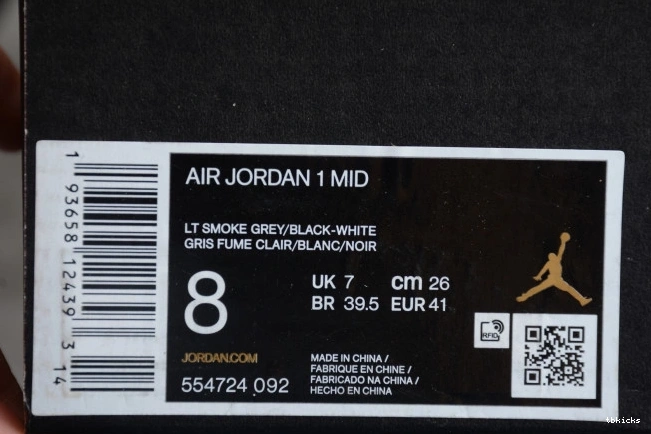 AIR JORDAN 1 MID
LT SMOKE GREY/BLACK-WHITE
GRIS FUME CLAIR/BLANC/NOIR
8
UK 7 cm 26
BR 39.5 EUR 41
JORDAN.COM
554724 092
MADE IN CHINA /
FABRIQUE EN CHINE /
FABRICADO NA CHINA /
HECHO EN CHINA
RFID
1 93658 12439 3 14
tbkicks